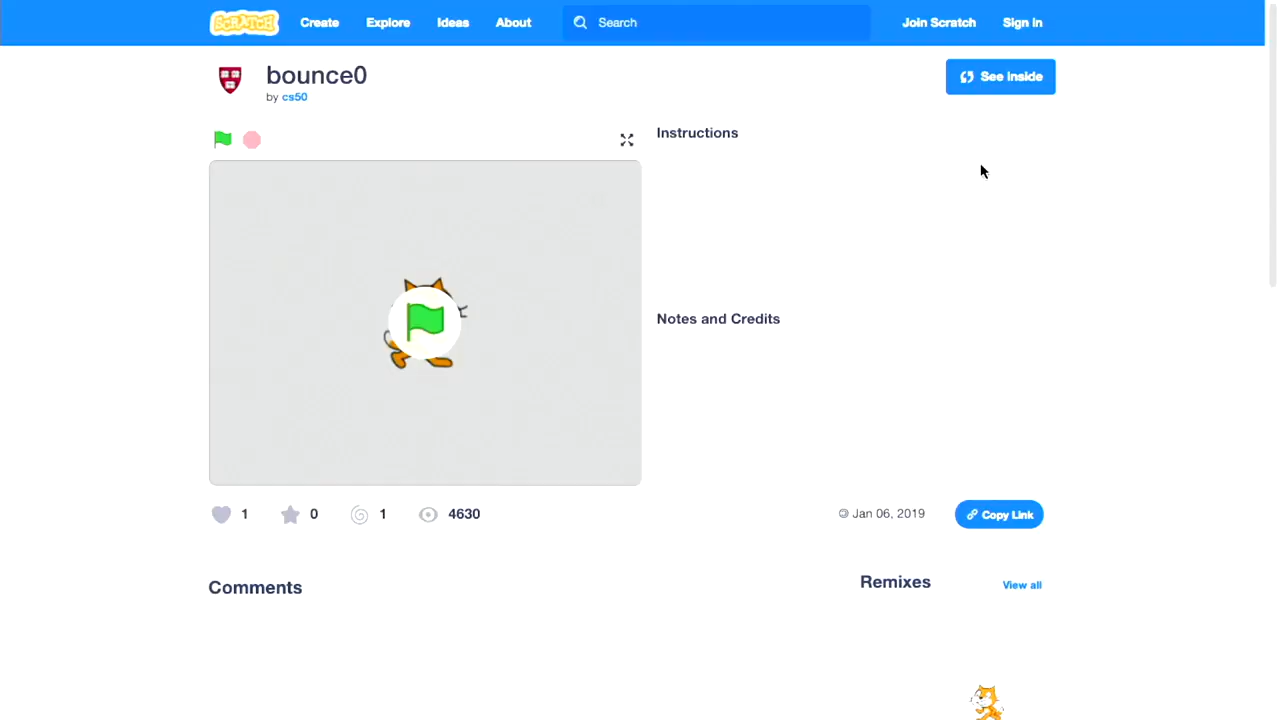 SCRATCH Create Explore Ideas About Search Join Scratch Sign in
bounce0
by cs50
See inside
Instructions
Notes and Credits
1 0 1 4630
© Jan 06, 2019 Copy Link
Comments
Remixes View all